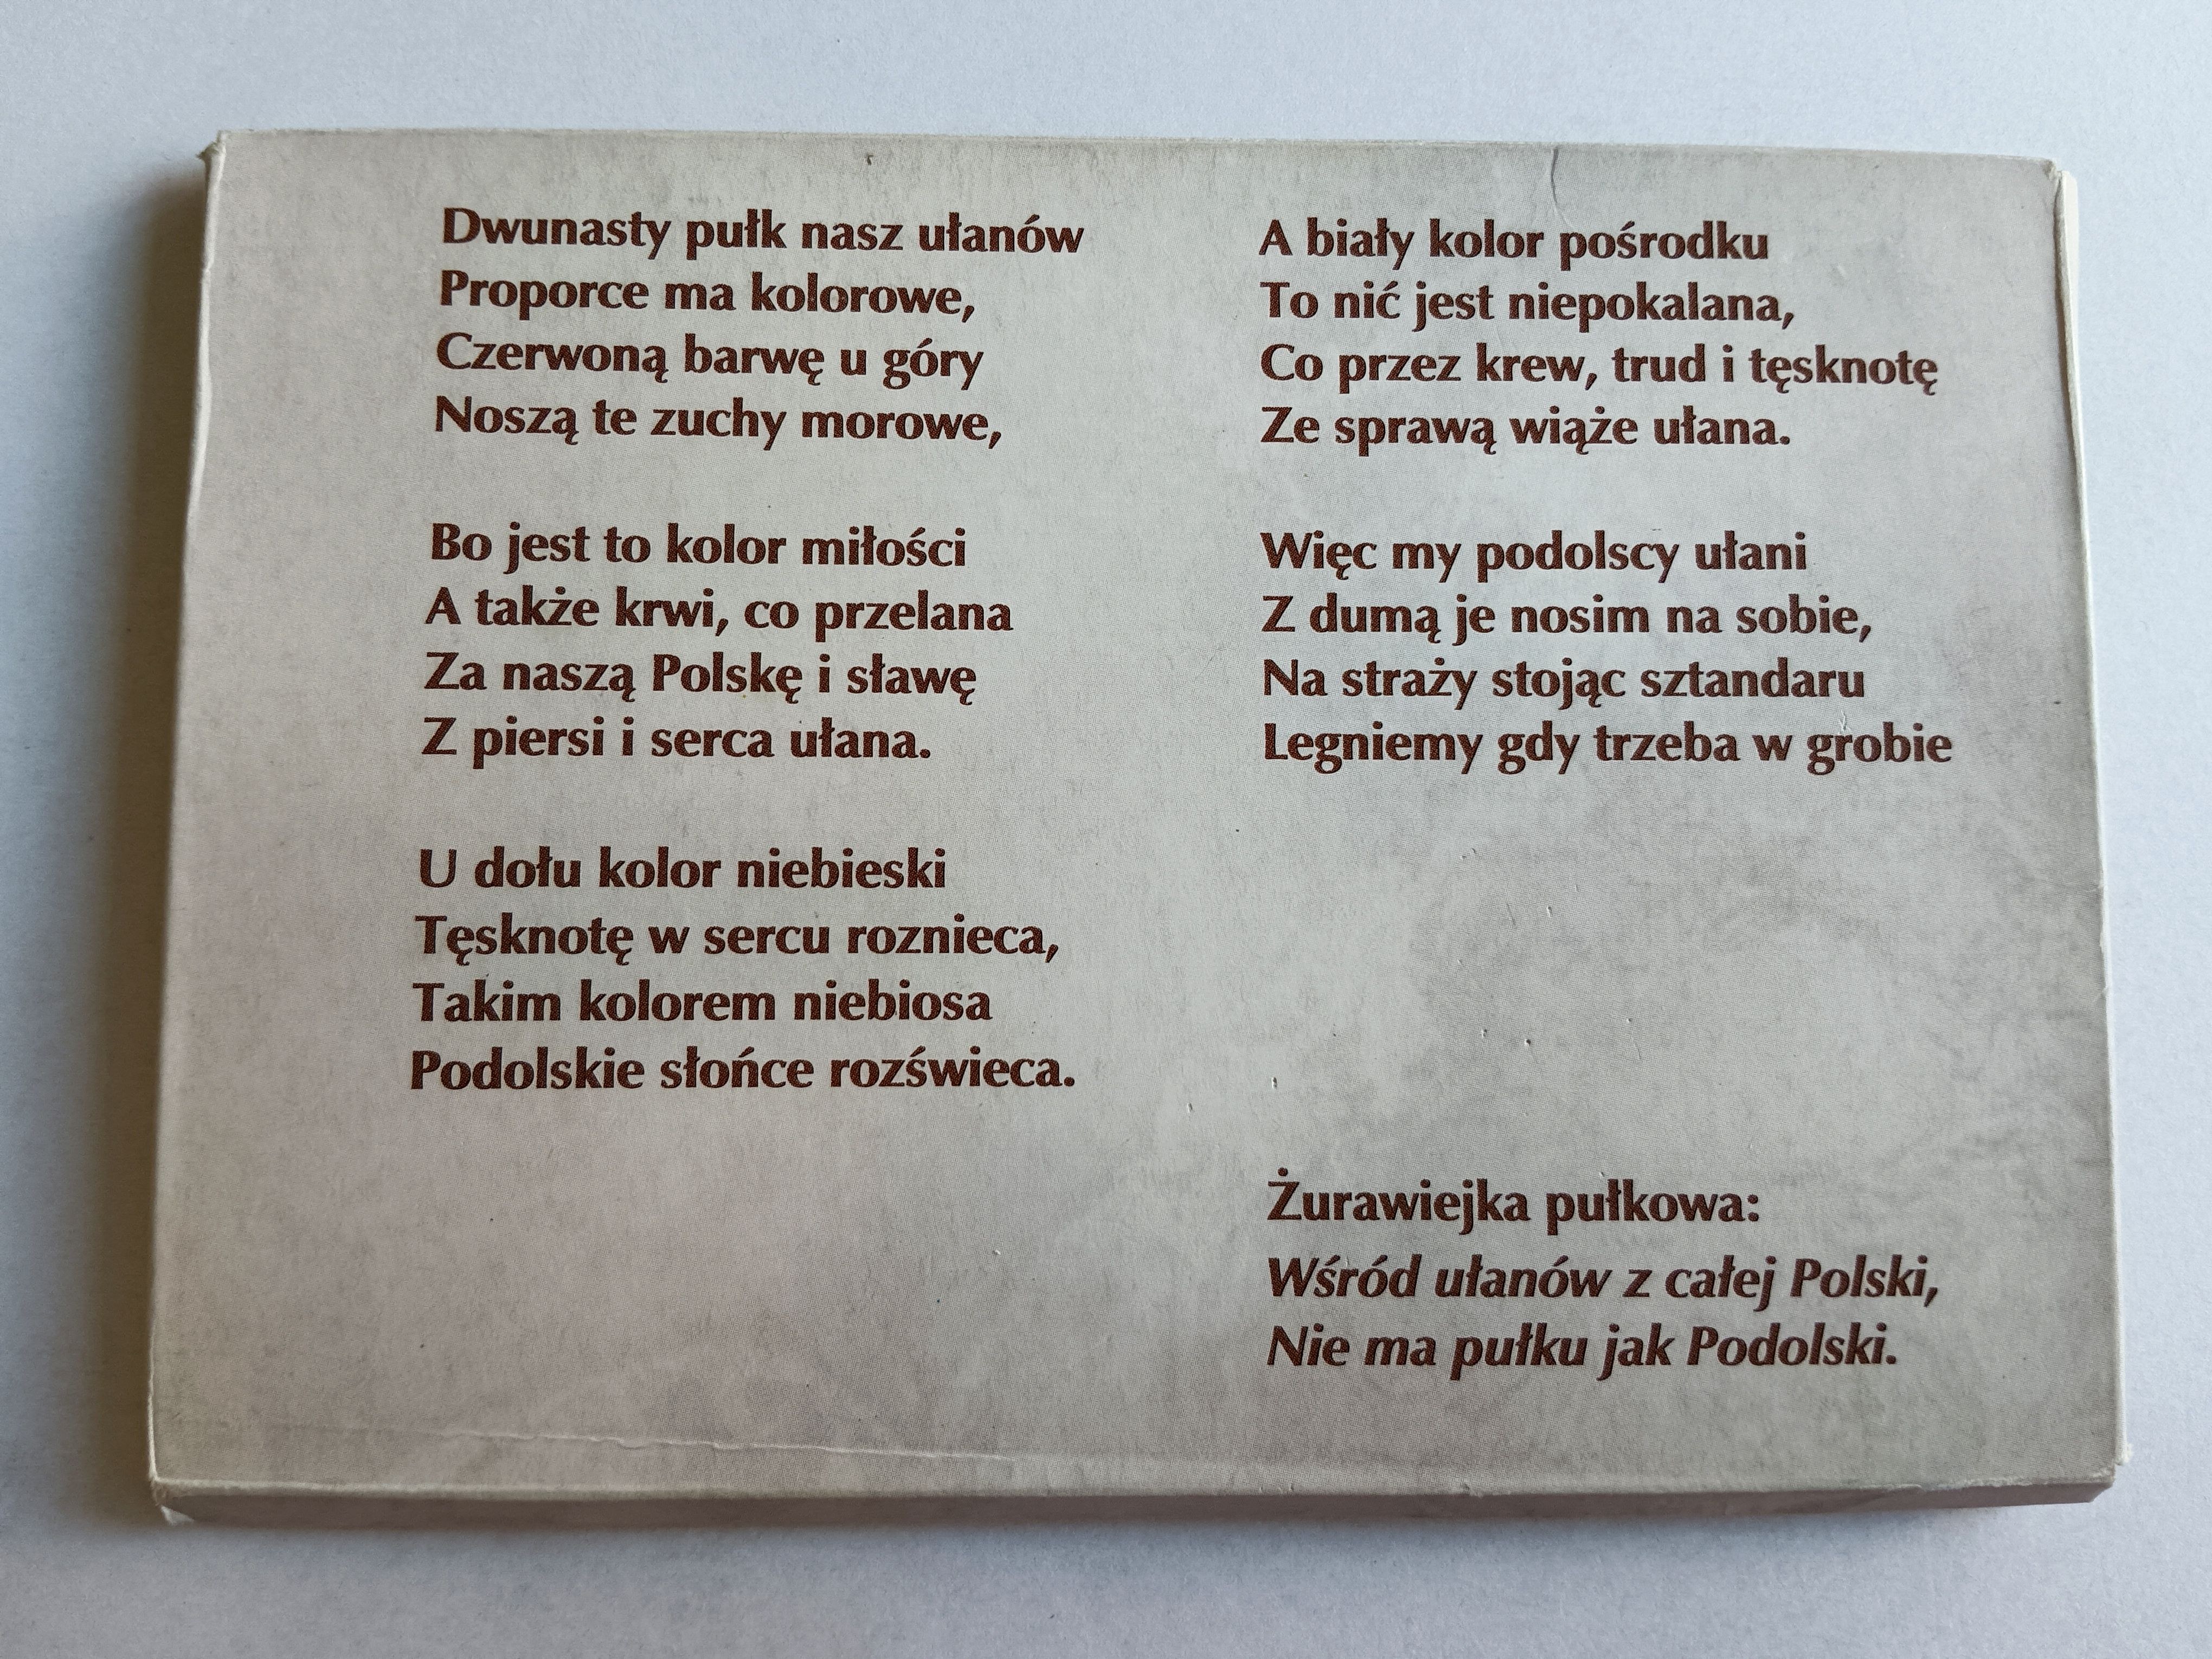 Dwunasty pułk nasz ułanów
Proporce ma kolorowe,
Czerwoną barwę u góry
Noszą te zuchy morowe,
Bo jest to kolor miłości
A także krwi, co przelana
Za naszą Polskę i sławę
Z piersi i serca ułana.
U dołu kolor niebieski
Tęsknotę w sercu roznieca,
Takim kolorem niebiosa
Podolskie słońce rozświeca.
A biały kolor pośrodku
To nić jest niepokalana,
Co przez krew, trud i tęsknotę
Ze sprawą wiąże ułana.
Więc my podolscy ułani
Z dumą je nosim na sobie,
Na straży stojąc sztandaru
Legniemy gdy trzeba w grobie
Żurawiejka pułkowa:
Wśród ułanów z całej Polski,
Nie ma pułku jak Podolski.